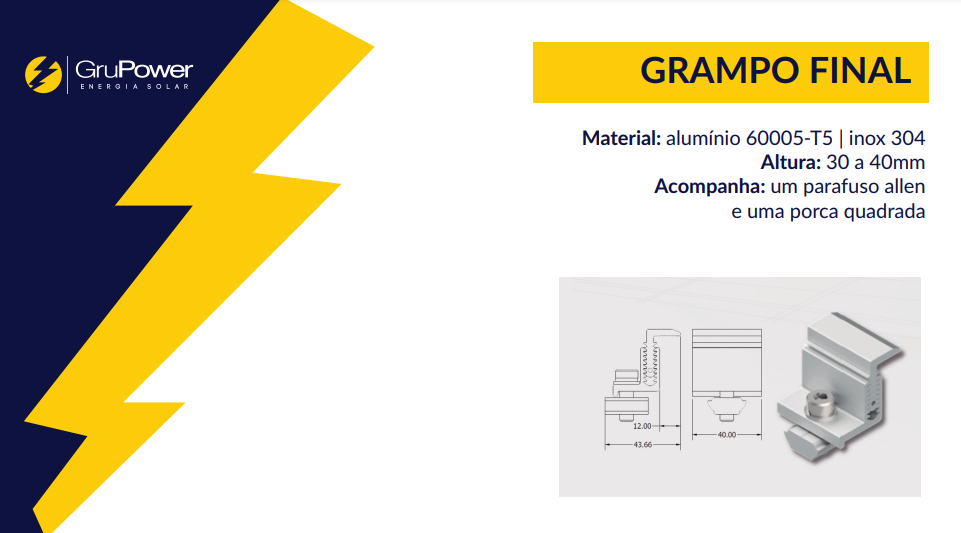 GruPower
ENERGIA SOLAR
GRAMPO FINAL
Material: alumínio 60005-T5 | inox 304
Altura: 30 a 40mm
Acompanha: um parafuso allen
e uma porca quadrada
12.00
43.66
40.00